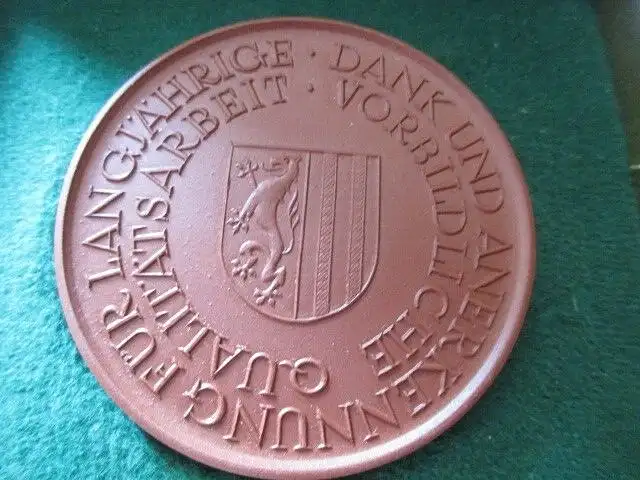 DANK UND ANERKENNUNG FÜR LANGJÄHRIGE ·
VORBILDLICHE QUALITÄTSARBEIT ·